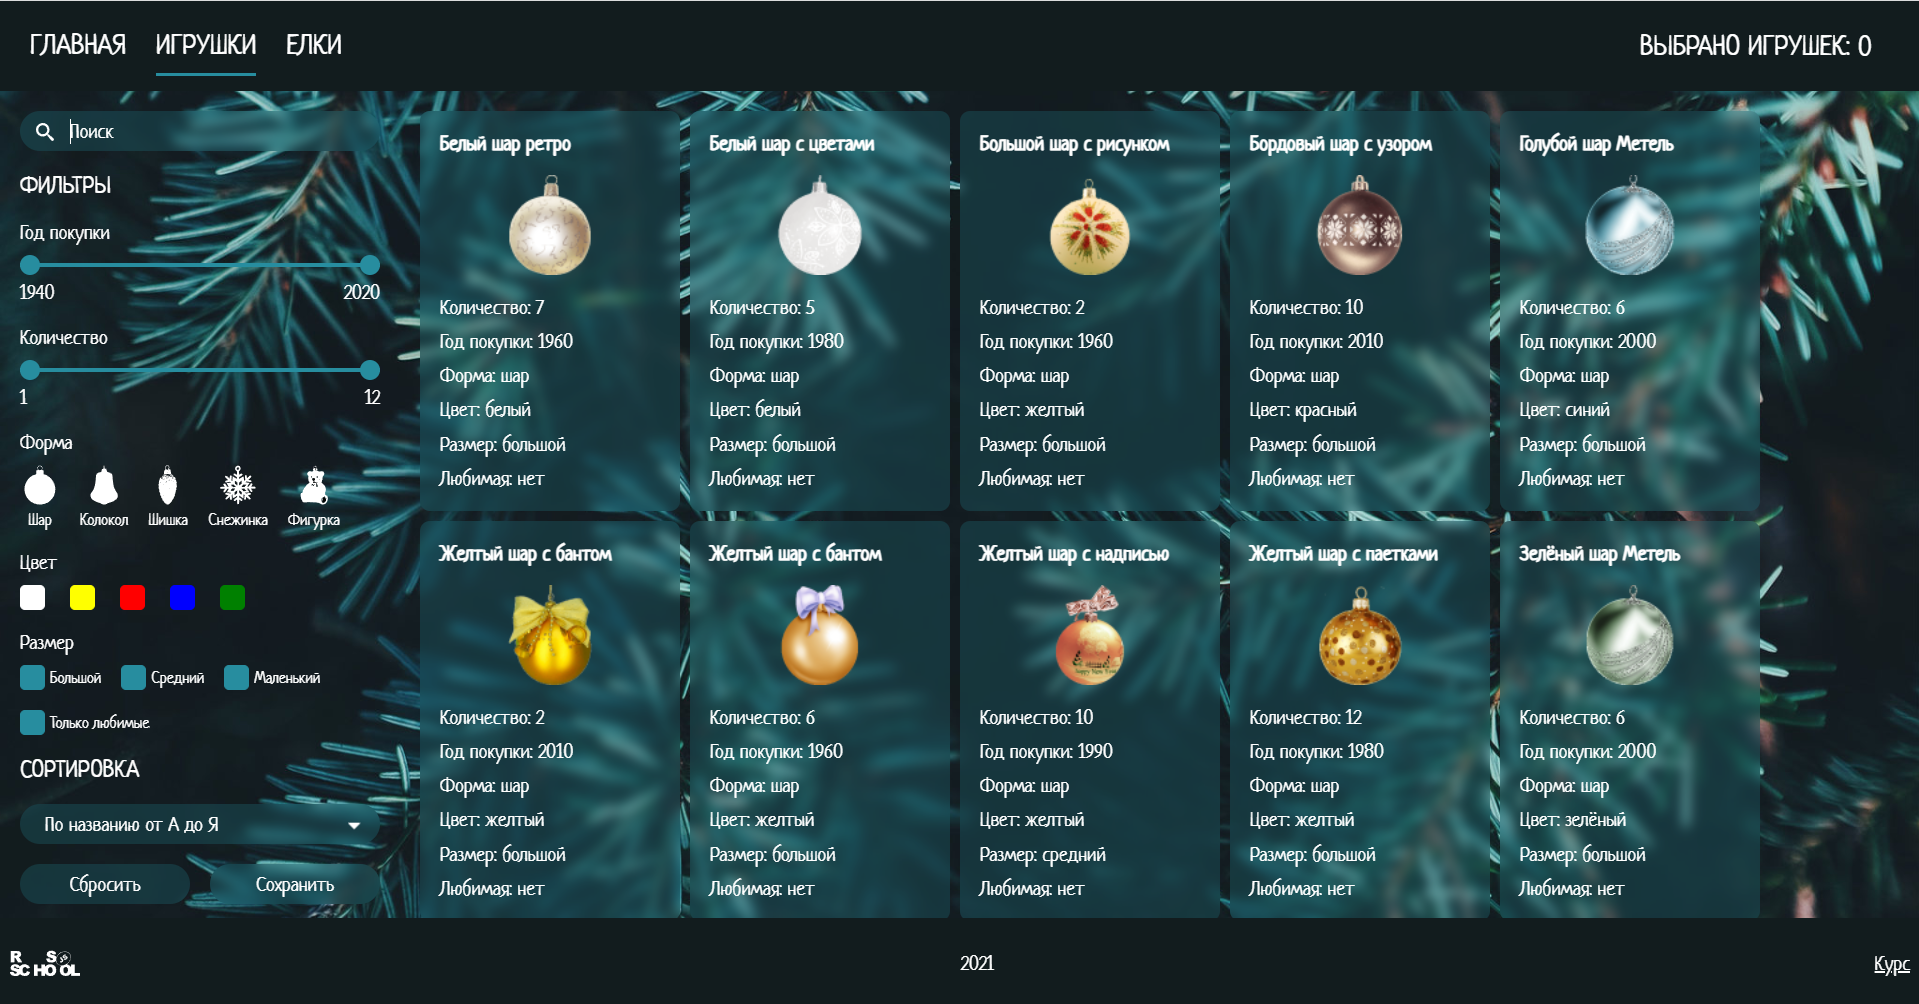 ГЛАВНАЯ ИГРУШКИ ЕЛКИ ВЫБРАНО ИГРУШЕК: 0
Поиск
ФИЛЬТРЫ
Год покупки
1940 2020
Количество
1 12
Форма
Шар Колокол Шишка Снежинка Фигурка
Цвет
Размер
Большой Средний Маленький
Только любимые
СОРТИРОВКА
По названию от А до Я
Сбросить Сохранить
Белый шар ретро
Количество: 7
Год покупки: 1960
Форма: шар
Цвет: белый
Размер: большой
Любимая: нет
Белый шар с цветами
Количество: 5
Год покупки: 1980
Форма: шар
Цвет: белый
Размер: большой
Любимая: нет
Большой шар с рисунком
Количество: 2
Год покупки: 1960
Форма: шар
Цвет: желтый
Размер: большой
Любимая: нет
Бордовый шар с узором
Количество: 10
Год покупки: 2010
Форма: шар
Цвет: красный
Размер: большой
Любимая: нет
Голубой шар Метель
Количество: 6
Год покупки: 2000
Форма: шар
Цвет: синий
Размер: большой
Любимая: нет
Желтый шар с бантом
Количество: 2
Год покупки: 2010
Форма: шар
Цвет: желтый
Размер: большой
Любимая: нет
Желтый шар с бантом
Количество: 6
Год покупки: 1960
Форма: шар
Цвет: желтый
Размер: большой
Любимая: нет
Желтый шар с надписью
Количество: 10
Год покупки: 1990
Форма: шар
Цвет: желтый
Размер: средний
Любимая: нет
Желтый шар с паетками
Количество: 12
Год покупки: 1980
Форма: шар
Цвет: желтый
Размер: большой
Любимая: нет
Зелёный шар Метель
Количество: 6
Год покупки: 2000
Форма: шар
Цвет: зелёный
Размер: большой
Любимая: нет
R S
SCHOOL
2021
Курс